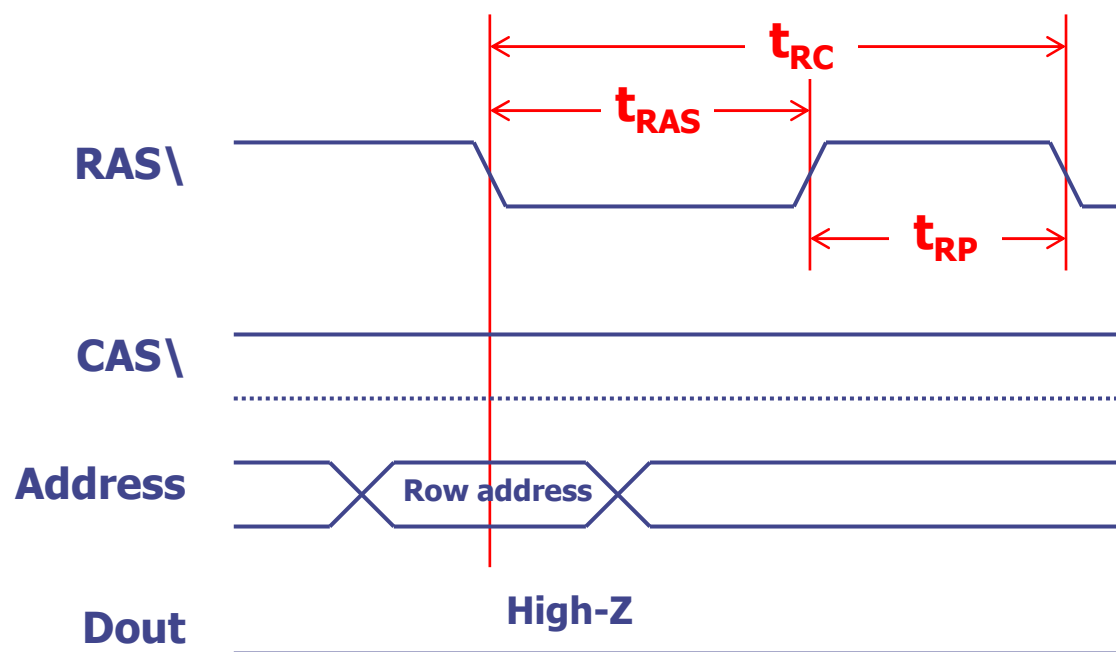 tRC
tRAS
RAS\
tRP
CAS\
Address
Row address
High-Z
Dout